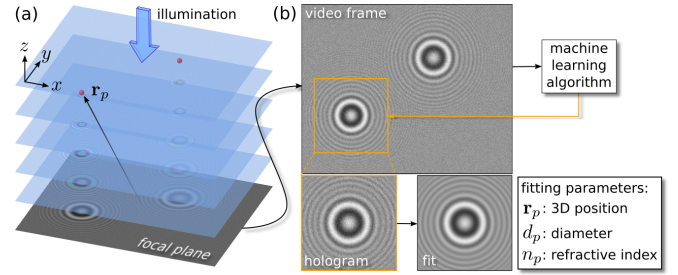 (a)
illumination
z
y
x
r_p
focal plane
(b)
video frame
machine
learning
algorithm
hologram
fit
fitting parameters:
r_p: 3D position
d_p: diameter
n_p: refractive index